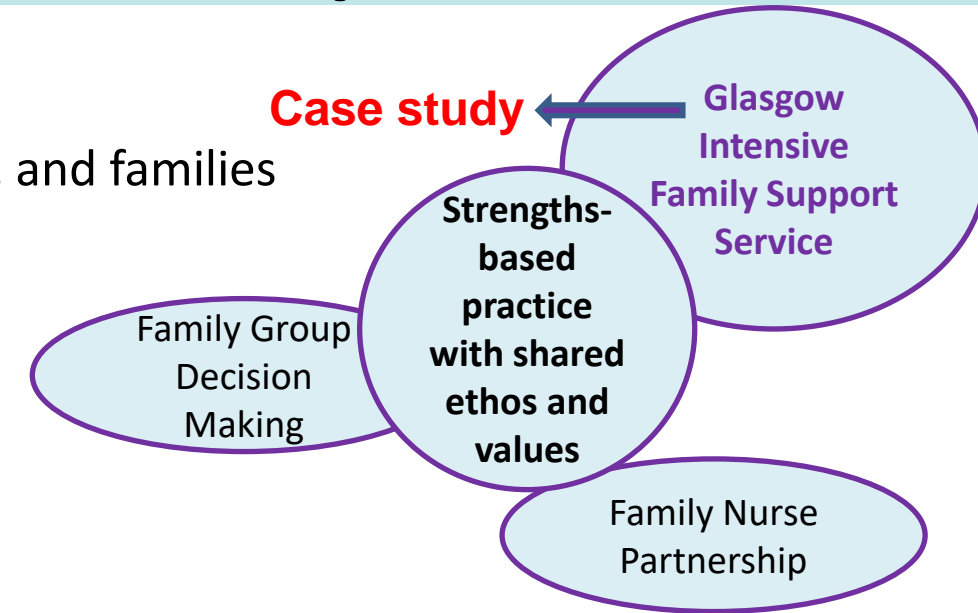 Case study
Glasgow
Intensive
Family Support
Service
and families
Strengths-
based
practice
with shared
ethos and
values
Family Group
Decision
Making
Family Nurse
Partnership